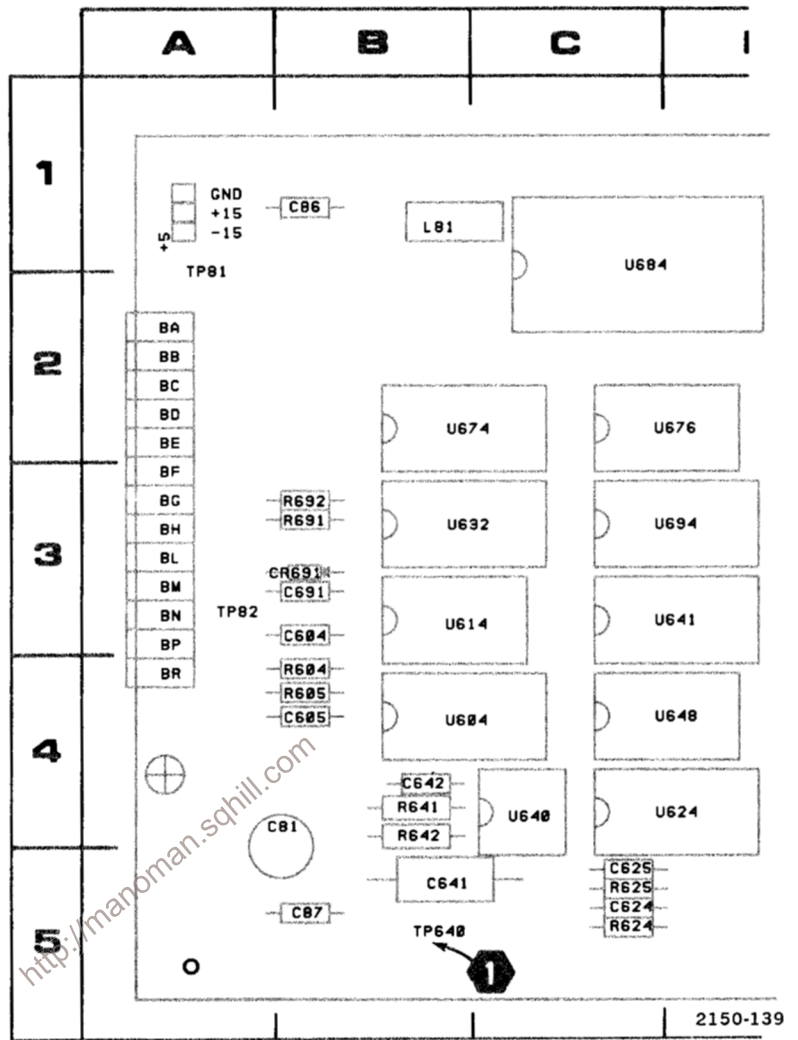 A B C
1
GND
C86
+15
L81
-15
+5
U684
TP81
2
BA
BB
BC
BD
U674 U676
BE
BF
BG R692
R691 U632 U694
BH
3
BL
CR691
BM C691
BN TP82 U614 U641
C604
BP
R604
BR
R605
C605 U604 U648
4
C642
R641 U640 U624
C81
R642
C625
C641 R625
C87 C624
R624
TP640
5
1
http://manoman.sqhill.com
2150-139